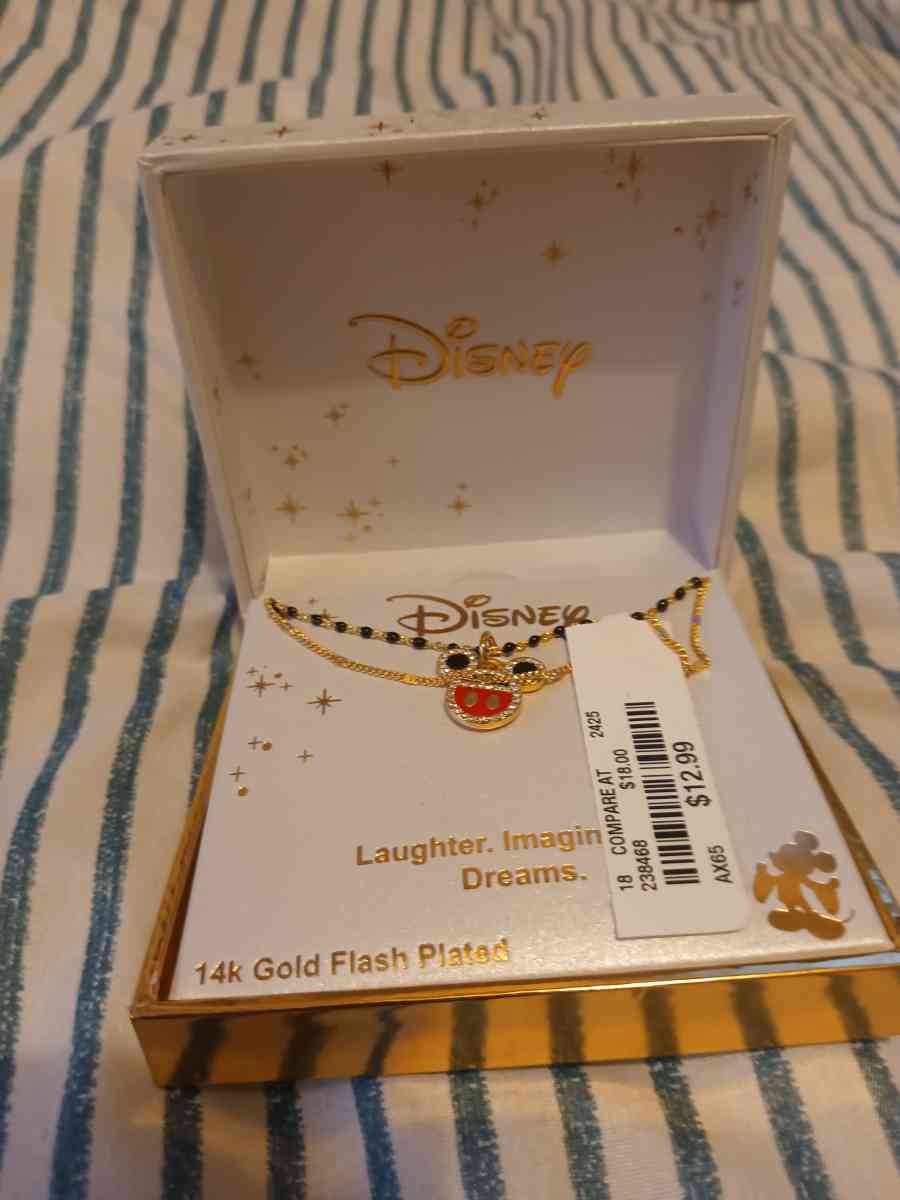 Disney
Disney
Laughter. Imagin
Dreams.
14k Gold Flash Plated
18 COMPARE AT 2425
238468 $18.00
$12.99
AX65